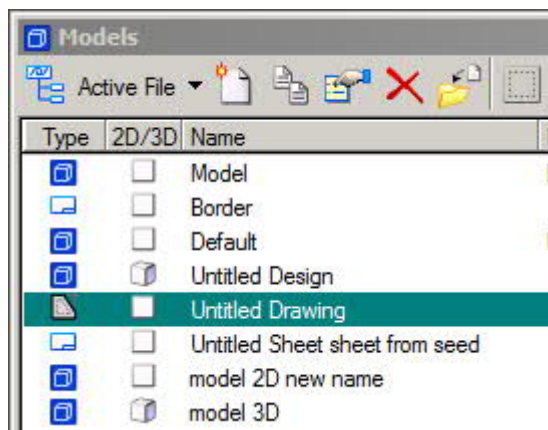 Models
Active File
Type 2D/3D Name
Model
Border
Default
Untitled Design
Untitled Drawing
Untitled Sheet sheet from seed
model 2D new name
model 3D